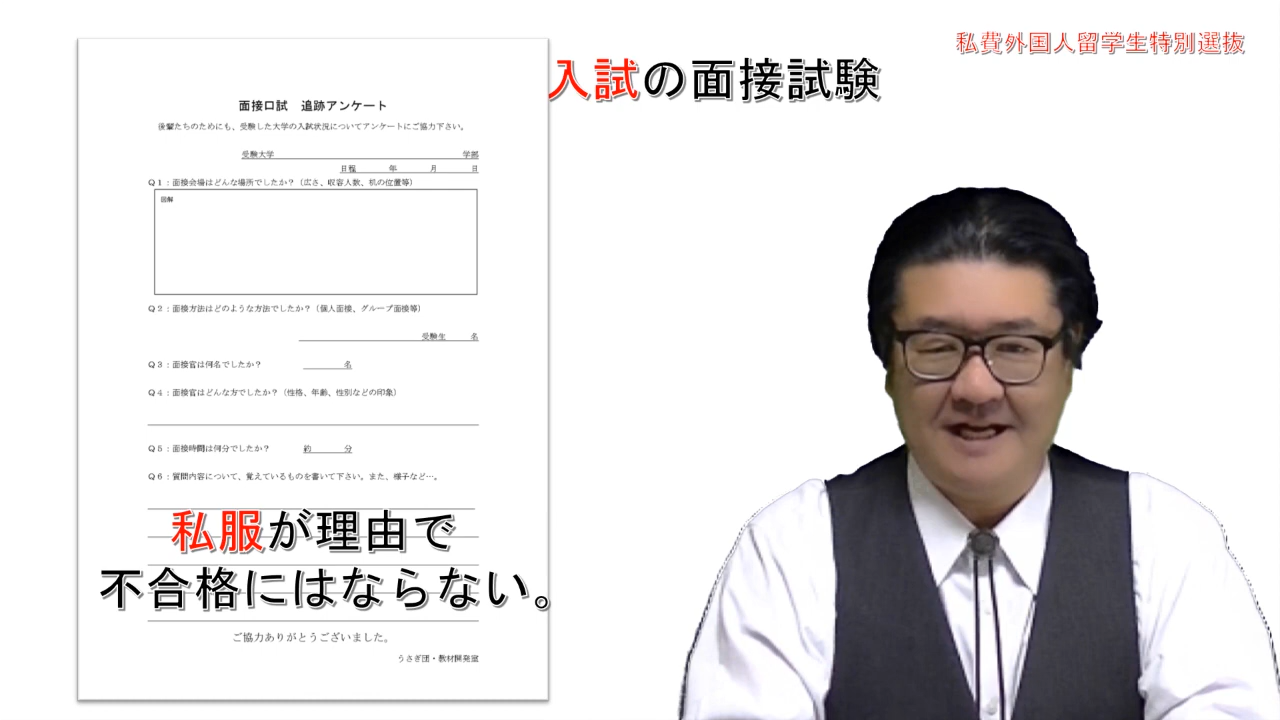 私費外国人留学生特別選抜
入試の面接試験
面接口試 追跡アンケート
後輩たちのためにも、受験した大学の入試状況についてアンケートにご協力下さい。
受験大学 学部
日程 年 月 日
Q1:面接会場はどんな場所でしたか?(広さ、収容人数、机の位置等)
図解
Q2:面接方法はどのような方法でしたか?(個人面接、グループ面接等)
受験生 名
Q3:面接官は何名でしたか? 名
Q4:面接官はどんな方でしたか?(性格、年齢、性別などの印象)
Q5:面接時間は何分でしたか? 約 分
Q6:質問内容について、覚えているものを書いて下さい。また、様子など…。
私服が理由で
不合格にはならない。
ご協力ありがとうございました。
うさぎ団・教材開発室